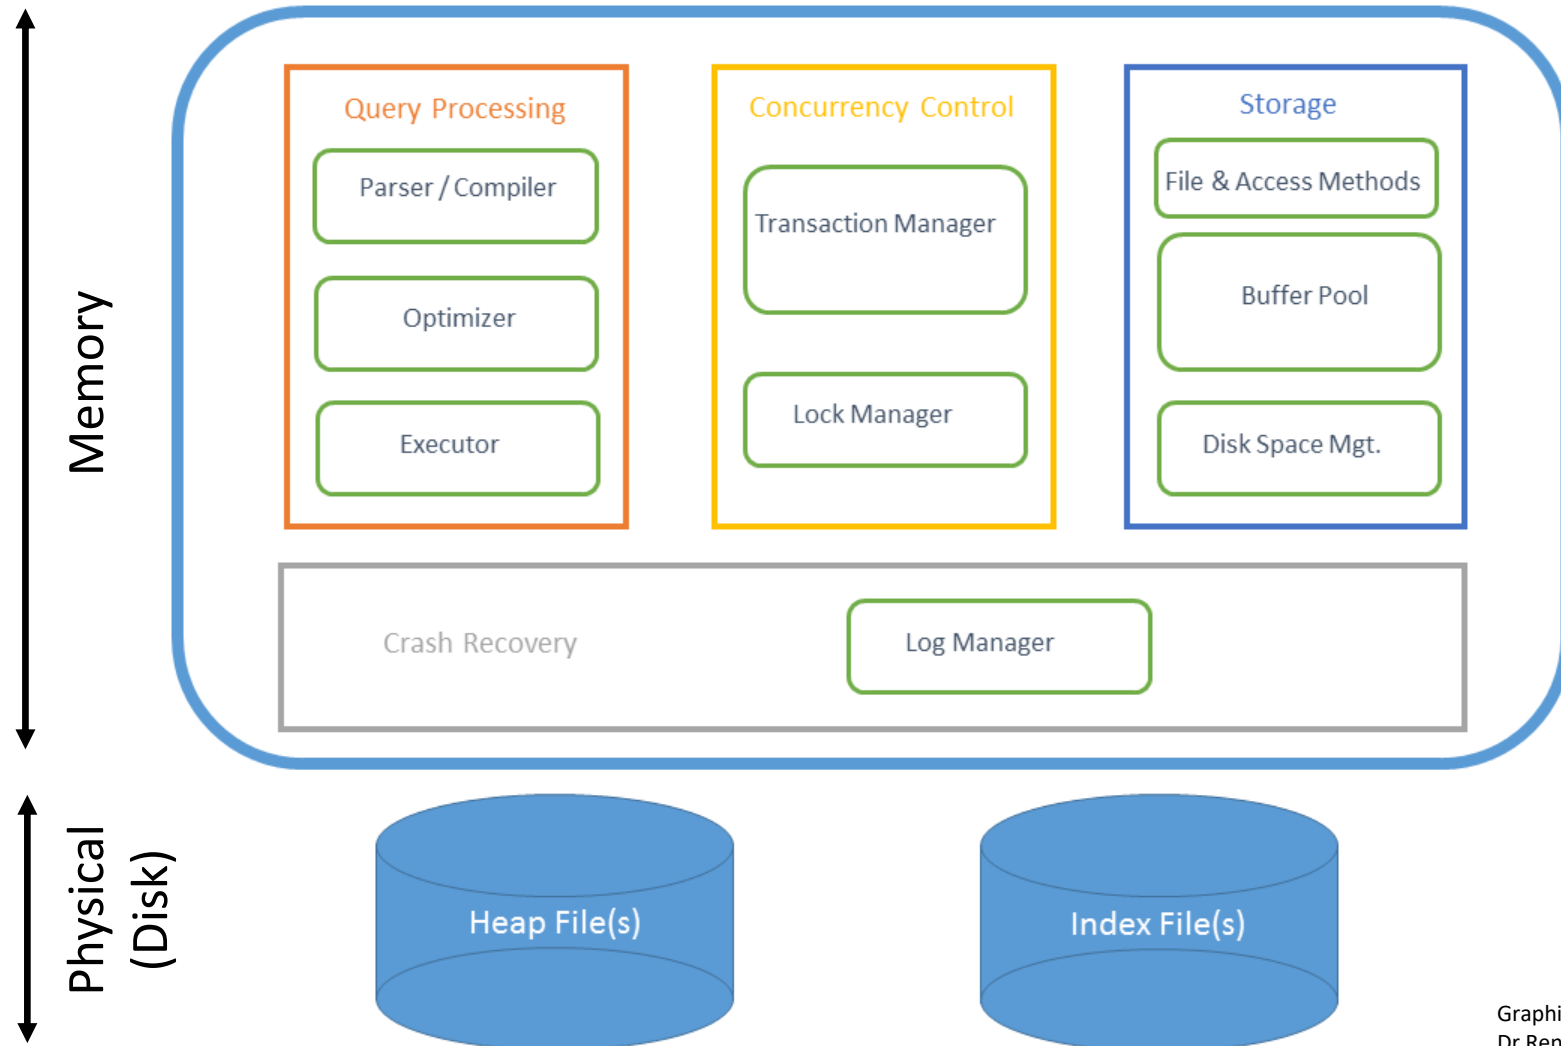 Memory
Query Processing
Parser / Compiler
Optimizer
Executor
Concurrency Control
Transaction Manager
Lock Manager
Storage
File & Access Methods
Buffer Pool
Disk Space Mgt.
Crash Recovery
Log Manager
Physical
(Disk)
Heap File(s)
Index File(s)
Dr